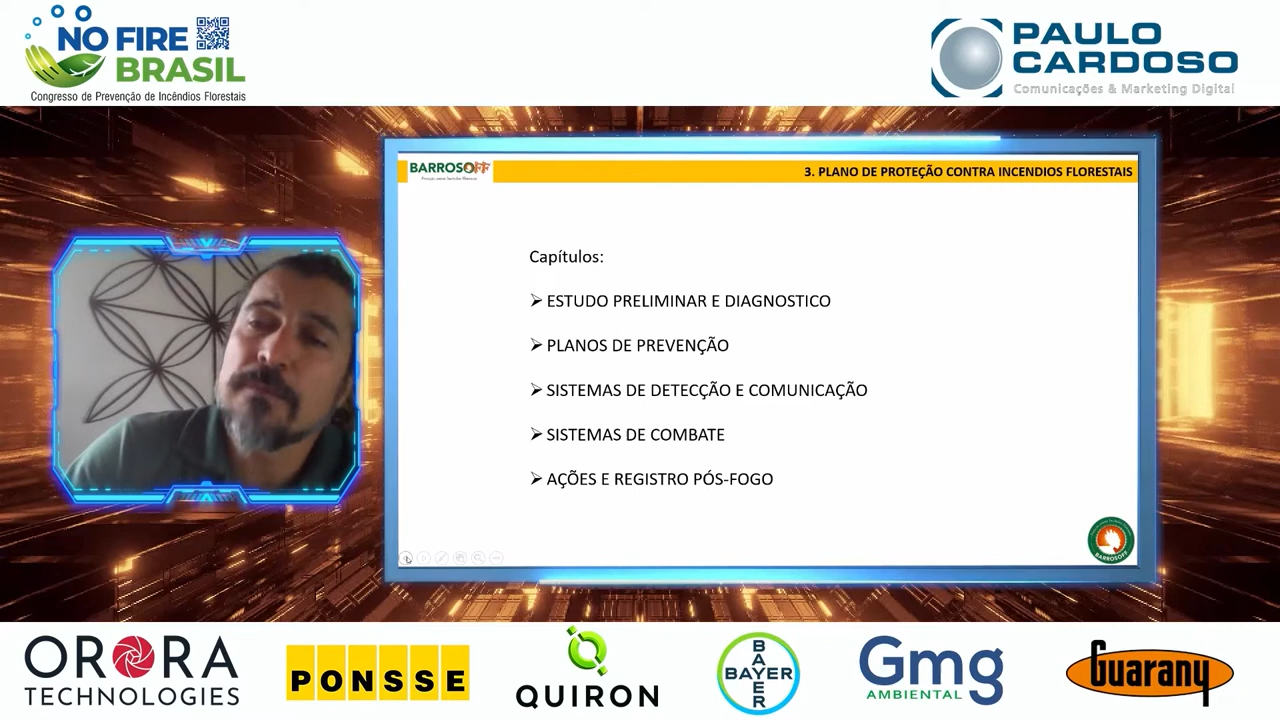 NO FIRE
BRASIL
Congresso de Prevenção de Incêndios Florestais
PAULO
CARDOSO
Comunicações & Marketing Digital
BARROSOFF
3. PLANO DE PROTEÇÃO CONTRA INCENDIOS FLORESTAIS
Capítulos:
ESTUDO PRELIMINAR E DIAGNOSTICO
PLANOS DE PREVENÇÃO
SISTEMAS DE DETECÇÃO E COMUNICAÇÃO
SISTEMAS DE COMBATE
AÇÕES E REGISTRO PÓS-FOGO
BARROSOFF
ORORA
TECHNOLOGIES
PONSSE
QUIRON
BAYER
BAYER
Gmg
AMBIENTAL
Guarany